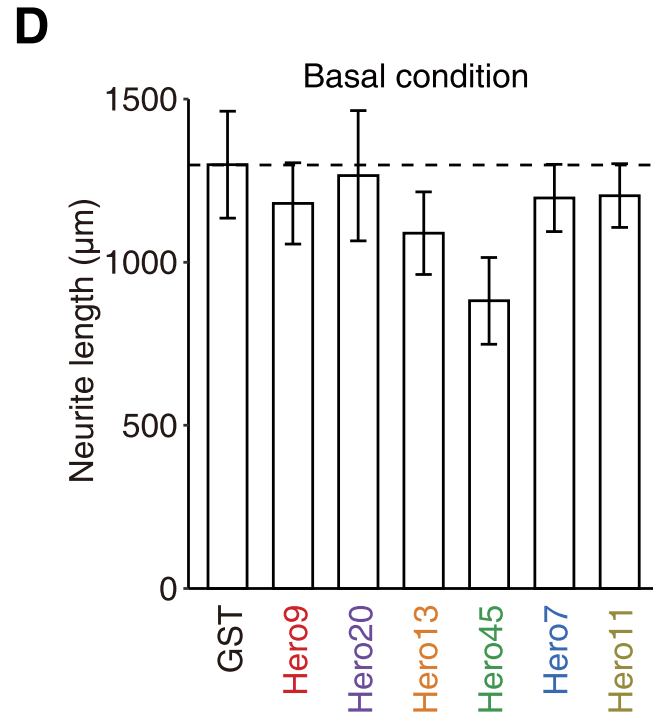 D
Basal condition
Neurite length (μm)
1500
1000
500
0
GST
Hero9
Hero20
Hero13
Hero45
Hero7
Hero11